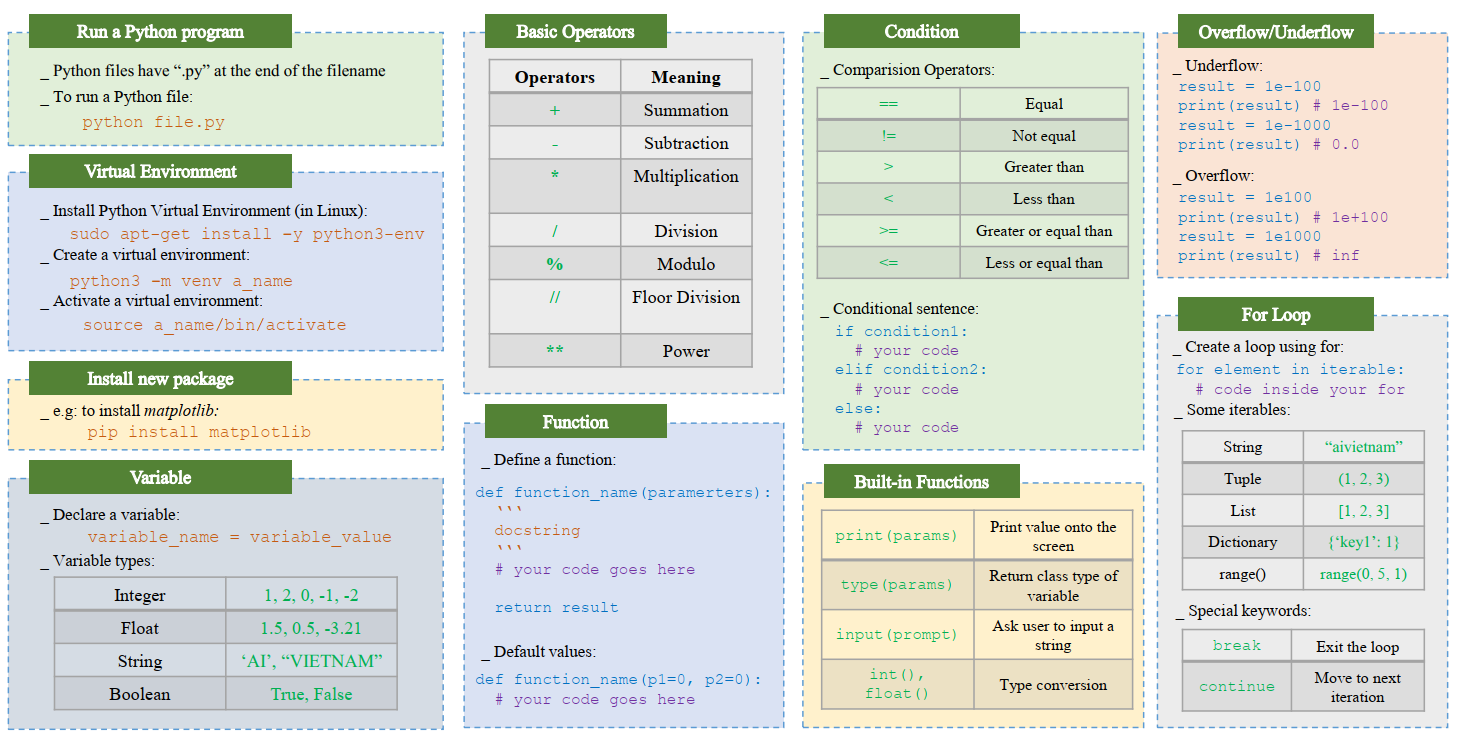 Run a Python program
_ Python files have “.py” at the end of the filename
_ To run a Python file:
python file.py
Virtual Environment
_ Install Python Virtual Environment (in Linux):
sudo apt-get install -y python3-env
_ Create a virtual environment:
python3 -m venv a_name
_ Activate a virtual environment:
source a_name/bin/activate
Install new package
_ e.g: to install matplotlib:
pip install matplotlib
Variable
_ Declare a variable:
variable_name = variable_value
_ Variable types:
Integer 1, 2, 0, -1, -2
Float 1.5, 0.5, -3.21
String ‘AI’, “VIETNAM”
Boolean True, False
Basic Operators
Operators Meaning
+ Summation
- Subtraction
* Multiplication
/ Division
% Modulo
// Floor Division
** Power
Function
_ Define a function:
def function_name(paramerters):
```
docstring
```
# your code goes here
return result
_ Default values:
def function_name(p1=0, p2=0):
# your code goes here
Condition
_ Comparision Operators:
== Equal
!= Not equal
> Greater than
< Less than
>= Greater or equal than
<= Less or equal than
_ Conditional sentence:
if condition1:
# your code
elif condition2:
# your code
else:
# your code
Built-in Functions
print(params) Print value onto the
screen
type(params) Return class type of
variable
input(prompt) Ask user to input a
string
int(),
float() Type conversion
Overflow/Underflow
_ Underflow:
result = 1e-100
print(result) # 1e-100
result = 1e-1000
print(result) # 0.0
_ Overflow:
result = 1e100
print(result) # 1e+100
result = 1e1000
print(result) # inf
For Loop
_ Create a loop using for:
for element in iterable:
# code inside your for
_ Some iterables:
String “aivietnam”
Tuple (1, 2, 3)
List [1, 2, 3]
Dictionary {‘key1’: 1}
range() range(0, 5, 1)
_ Special keywords:
break Exit the loop
continue Move to next
iteration